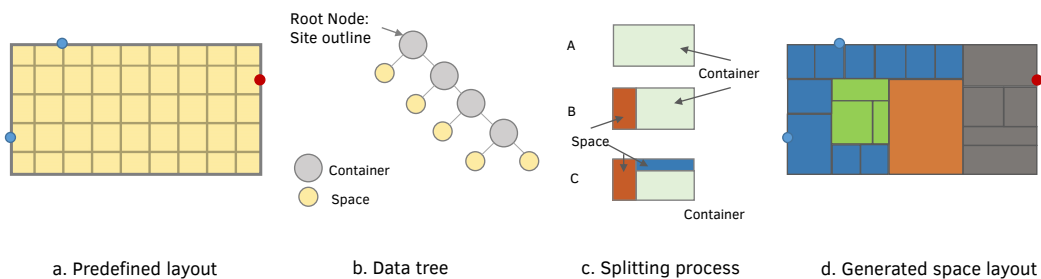 Root Node:
Site outline
Container
Space
A
Container
B
Space
C
Container
a. Predefined layout
b. Data tree
c. Splitting process
d. Generated space layout